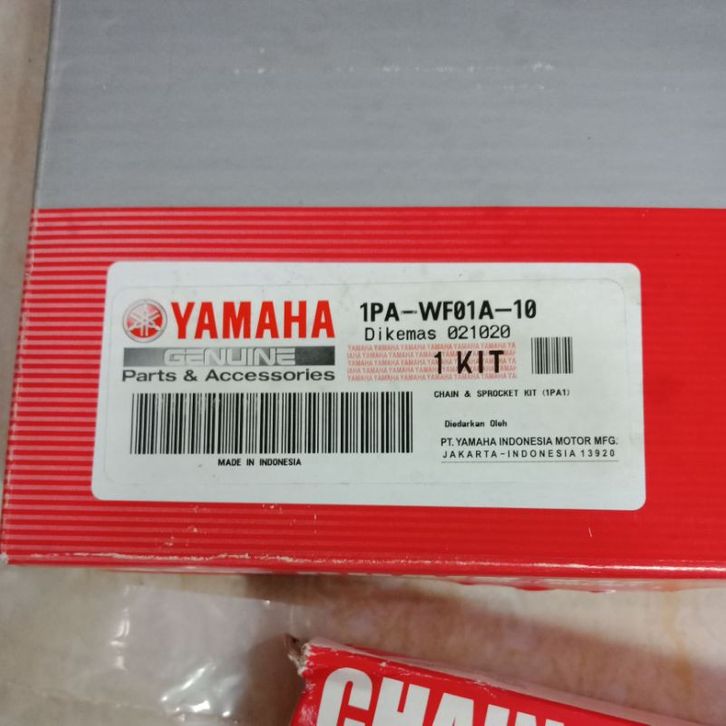 YAMAHA
GENUINE
Parts & Accessories
MADE IN INDONESIA
1PA-WF01A-10
Dikemas 021020
1 KIT
CHAIN & SPROCKET KIT (1PA1)
Diedarkan Oleh
PT. YAMAHA INDONESIA MOTOR MFG.
JAKARTA-INDONESIA 13920
CHAIN